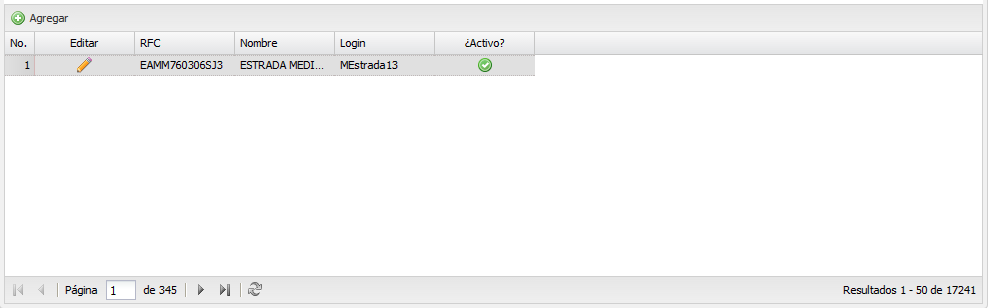 Agregar
No. Editar RFC Nombre Login ¿Activo?
1 EAMM760306SJ3 ESTRADA MEDI... MEstrada13
Página 1 de 345 Resultados 1 - 50 de 17241